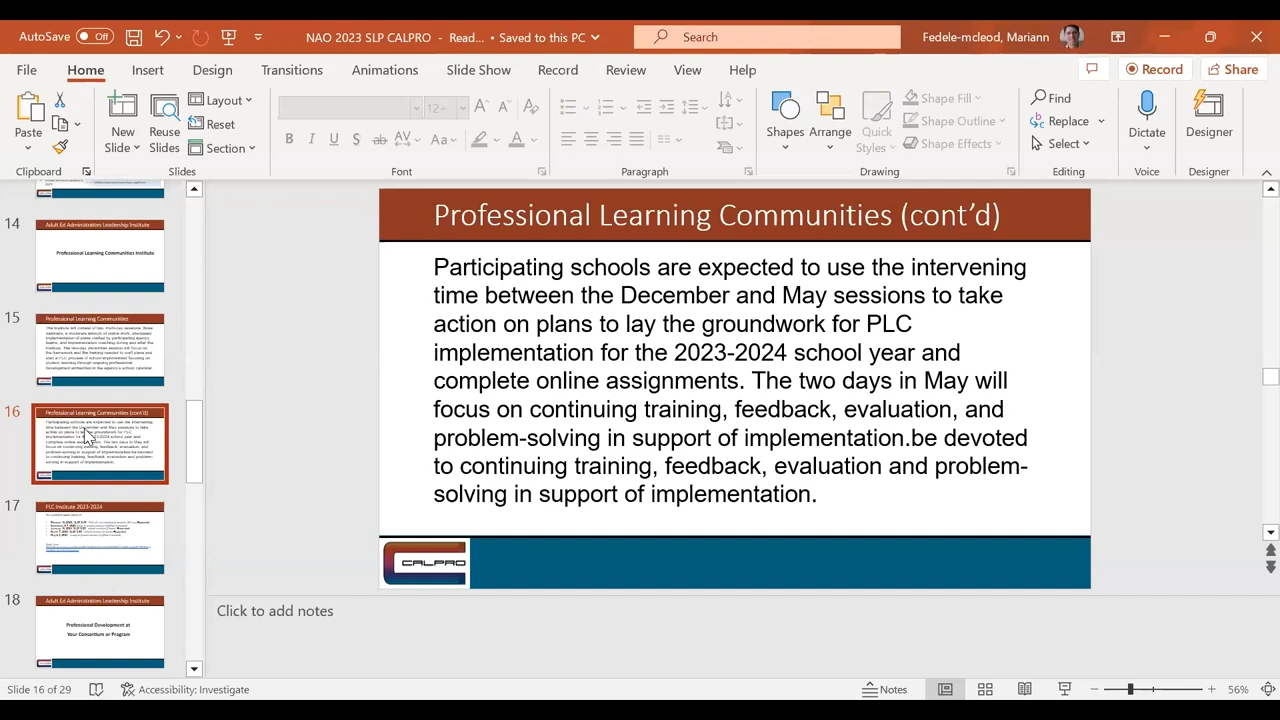 AutoSave Off NAO 2023 SLP CALPRO - Read... • Saved to this PC Search Fedele-mcleod, Mariann
File Home Insert Design Transitions Animations Slide Show Record Review View Help Record Share
Paste
New Slide
Reuse Slides
Layout
Reset
Section
12
B I U S ab AV Aa A
Shapes
Arrange
Quick Styles
Shape Fill
Shape Outline
Shape Effects
Find
Replace
Select
Dictate
Designer
Clipboard Slides Font Paragraph Drawing Editing Voice Designer
14
Adult Ed Administrators Leadership Institute
Professional Learning Communities Institute
15
Professional Learning Communities
16
Professional Learning Communities (cont'd)
17
PLC Institute 2023-2024
18
Adult Ed Administrators Leadership Institute
Professional Development at
Your Consortium or Program
Professional Learning Communities (cont’d)
Participating schools are expected to use the intervening
time between the December and May sessions to take
action on plans to lay the groundwork for PLC
implementation for the 2023-2024 school year and
complete online assignments. The two days in May will
focus on continuing training, feedback, evaluation, and
problem-solving in support of implementation.be devoted
to continuing training, feedback, evaluation and problem-
solving in support of implementation.
CALPRO
Click to add notes
Slide 16 of 29 Accessibility: Investigate Notes 56%